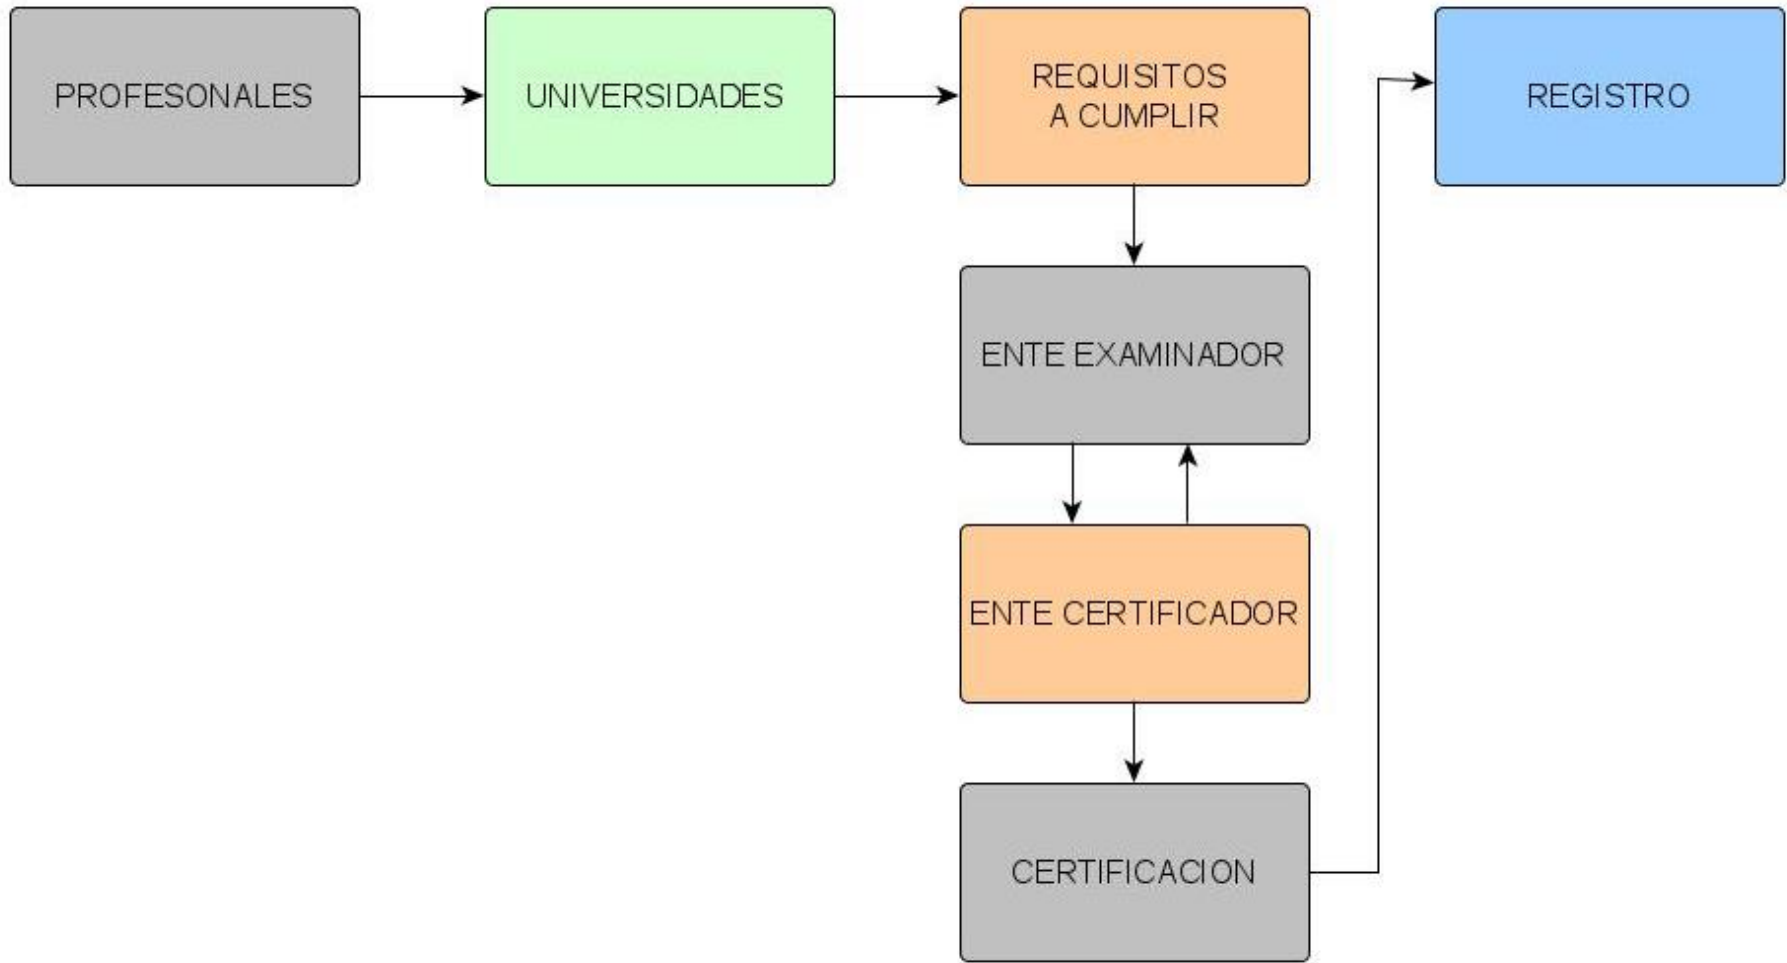 PROFESONALES
UNIVERSIDADES
REQUISITOS
A CUMPLIR
REGISTRO
ENTE EXAMINADOR
ENTE CERTIFICADOR
CERTIFICACION